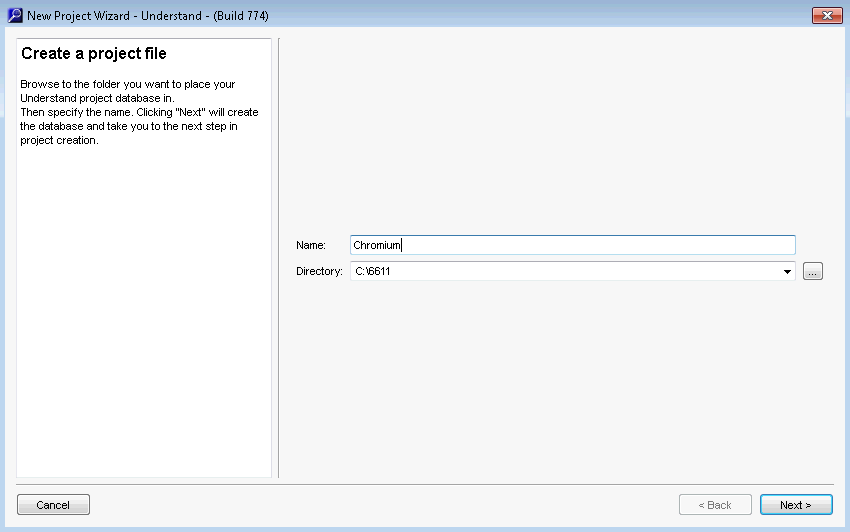 New Project Wizard - Understand - (Build 774)
Create a project file
Browse to the folder you want to place your
Understand project database in.
Then specify the name. Clicking "Next" will create
the database and take you to the next step in
project creation.
Name: Chromium
Directory: C:\6611 ...
Cancel < Back Next >